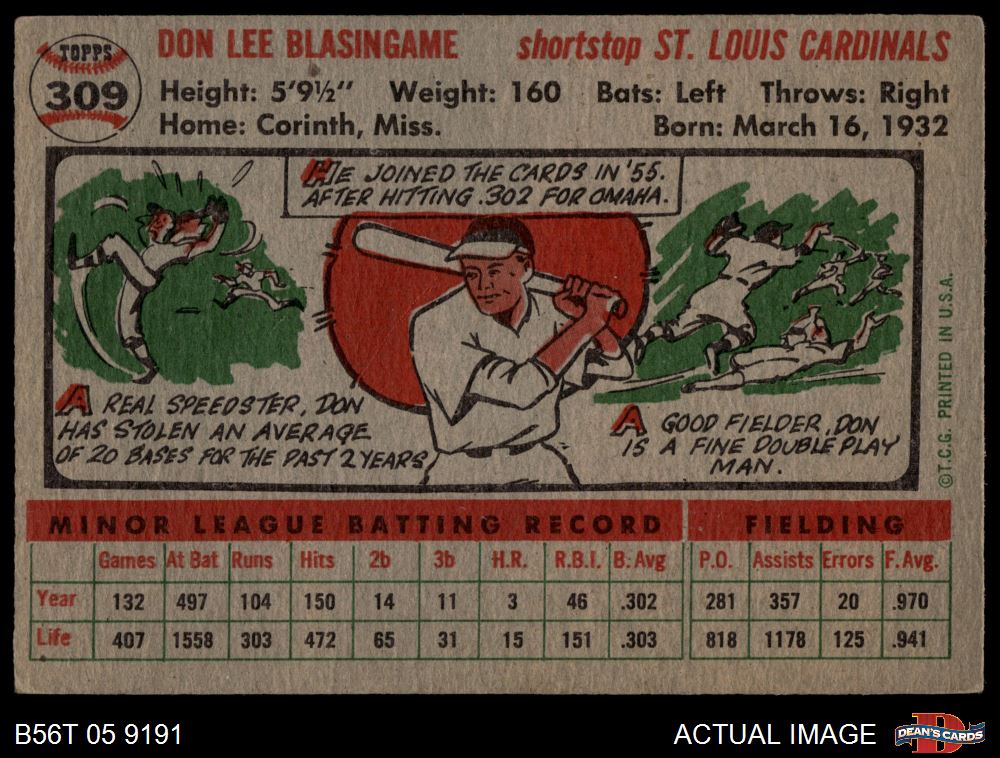 TOPPS
309
DON LEE BLASINGAME shortstop ST. LOUIS CARDINALS
Height: 5'9½" Weight: 160 Bats: Left Throws: Right
Home: Corinth, Miss. Born: March 16, 1932
HE JOINED THE CARDS IN '55.
AFTER HITTING .302 FOR OMAHA.
A REAL SPEEDSTER, DON
HAS STOLEN AN AVERAGE
OF 20 BASES FOR THE PAST 2 YEARS
A GOOD FIELDER, DON
IS A FINE DOUBLE PLAY
MAN.
©T.C.G. PRINTED IN U.S.A.
MINOR LEAGUE BATTING RECORD FIELDING
Games At Bat Runs Hits 2b 3b H.R. R.B.I. B. Avg P.O. Assists Errors F. Avg.
Year 132 497 104 150 14 11 3 46 .302 281 357 20 .970
Life 407 1558 303 472 65 31 15 151 .303 818 1178 125 .941
B56T 05 9191 ACTUAL IMAGE DEAN'S CARDS